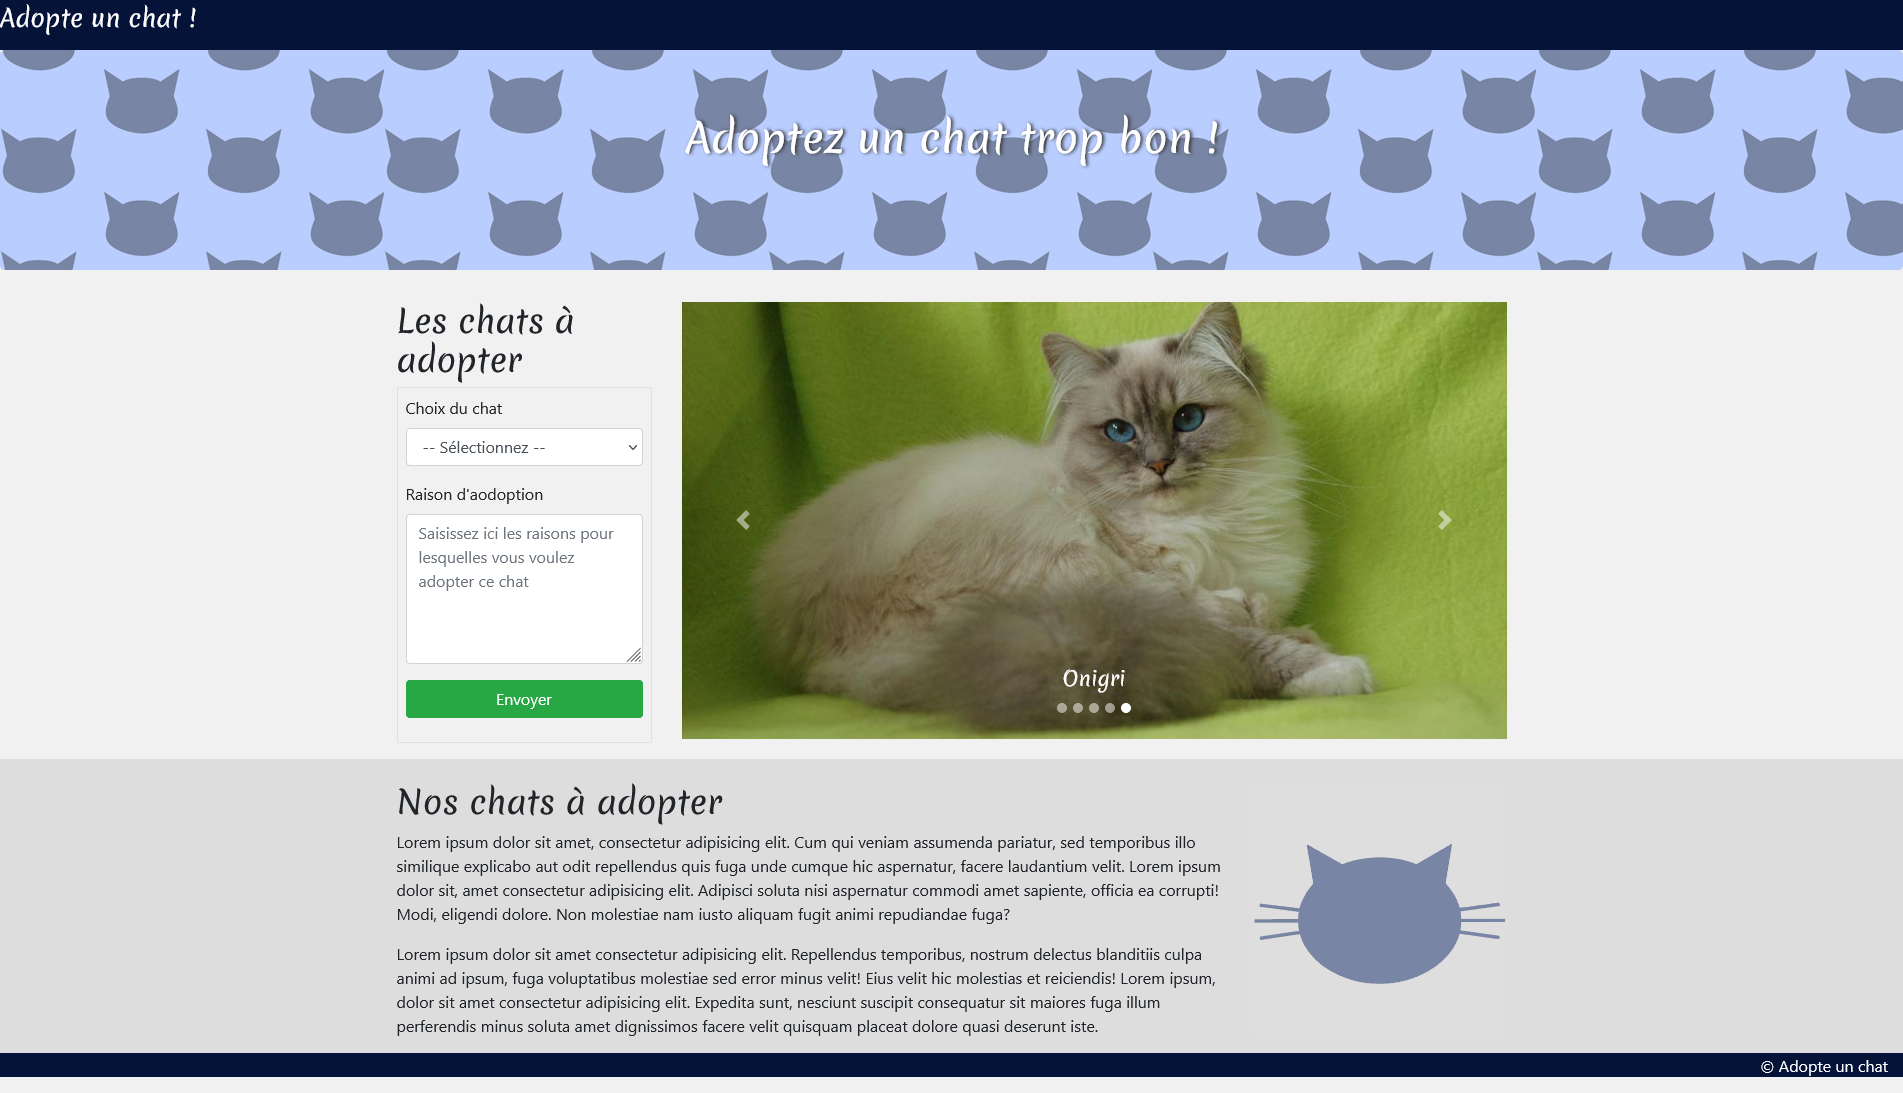 Adopte un chat !
Adoptez un chat trop bon !
Les chats à
adopter
Choix du chat
-- Sélectionnez --
Raison d'aodoption
Saisissez ici les raisons pour
lesquelles vous voulez
adopter ce chat
Envoyer
Onigri
Nos chats à adopter
Lorem ipsum dolor sit amet, consectetur adipisicing elit. Cum qui veniam assumenda pariatur, sed temporibus illo
similique explicabo aut odit repellendus quis fuga unde cumque hic aspernatur, facere laudantium velit. Lorem ipsum
dolor sit, amet consectetur adipisicing elit. Adipisci soluta nisi aspernatur commodi amet sapiente, officia ea corrupti!
Modi, eligendi dolore. Non molestiae nam iusto aliquam fugit animi repudiandae fuga?
Lorem ipsum dolor sit amet consectetur adipisicing elit. Repellendus temporibus, nostrum delectus blanditiis culpa
animi ad ipsum, fuga voluptatibus molestiae sed error minus velit! Eius velit hic molestias et reiciendis! Lorem ipsum,
dolor sit amet consectetur adipisicing elit. Expedita sunt, nesciunt suscipit consequatur sit maiores fuga illum
perferendis minus soluta amet dignissimos facere velit quisquam placeat dolore quasi deserunt iste.
© Adopte un chat